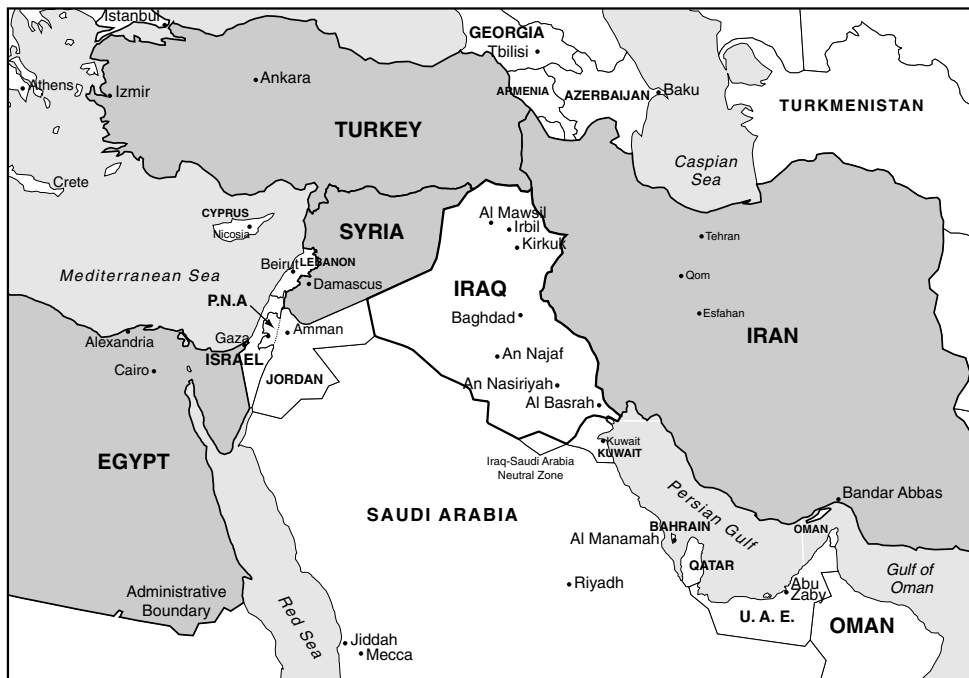 Istanbul
GEORGIA
Tbilisi
Athens
Izmir
Ankara
ARMENIA
AZERBAIJAN
Baku
TURKMENISTAN
TURKEY
Caspian
Sea
Crete
CYPRUS
Nicosia
SYRIA
Al Mawsil
Irbil
Kirkuk
Tehran
Mediterranean Sea
Beirut
LEBANON
Damascus
Qom
IRAQ
P.N.A
Baghdad
Esfahan
IRAN
Alexandria
Gaza
Amman
ISRAEL
Cairo
JORDAN
An Najaf
An Nasiriyah
Al Basrah
Kuwait
KUWAIT
EGYPT
Iraq-Saudi Arabia
Neutral Zone
Persian Gulf
Bandar Abbas
SAUDI ARABIA
BAHRAIN
OMAN
Al Manamah
QATAR
Gulf of
Oman
Riyadh
Abu
Zaby
Administrative
Boundary
Red Sea
U. A. E.
OMAN
Jiddah
Mecca